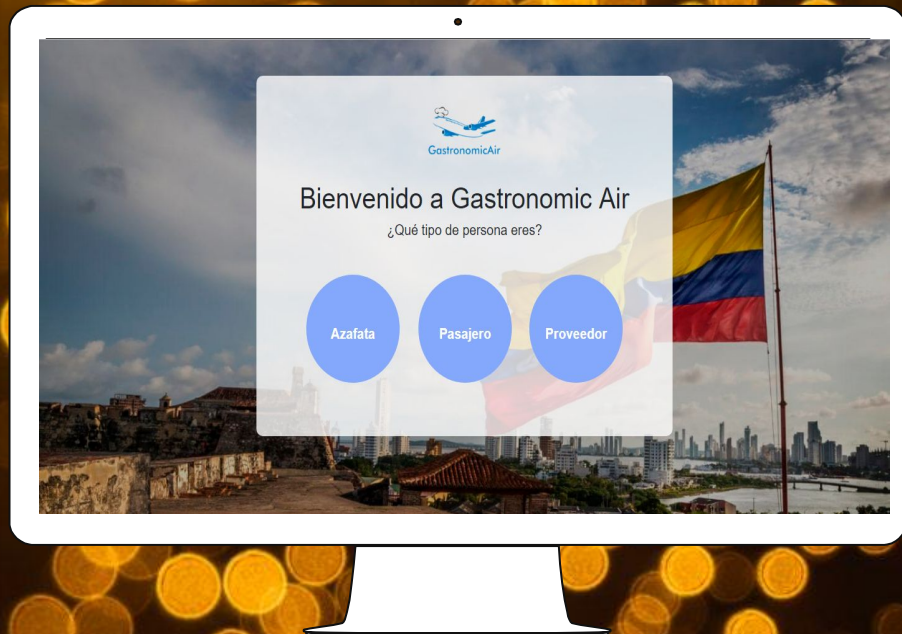 GastronomicAir
Bienvenido a Gastronomic Air
¿Qué tipo de persona eres?
Azafata
Pasajero
Proveedor